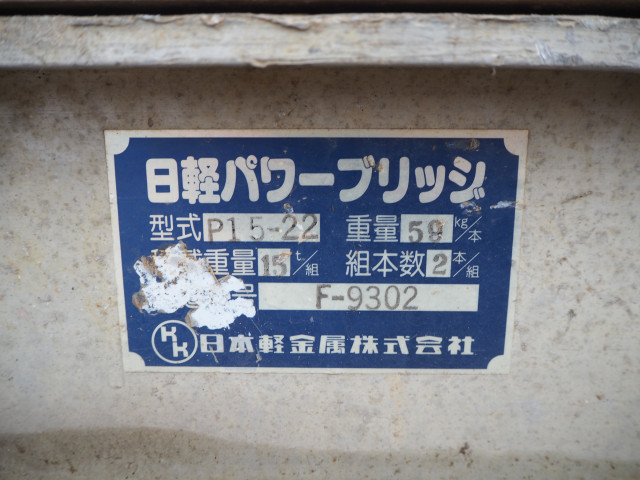 日軽パワーブリッジ
型式 P15-22 重量 59 kg/本
重量 15 t/組 組本数 2 本/組
号 F-9302
KK 日本軽金属株式会社